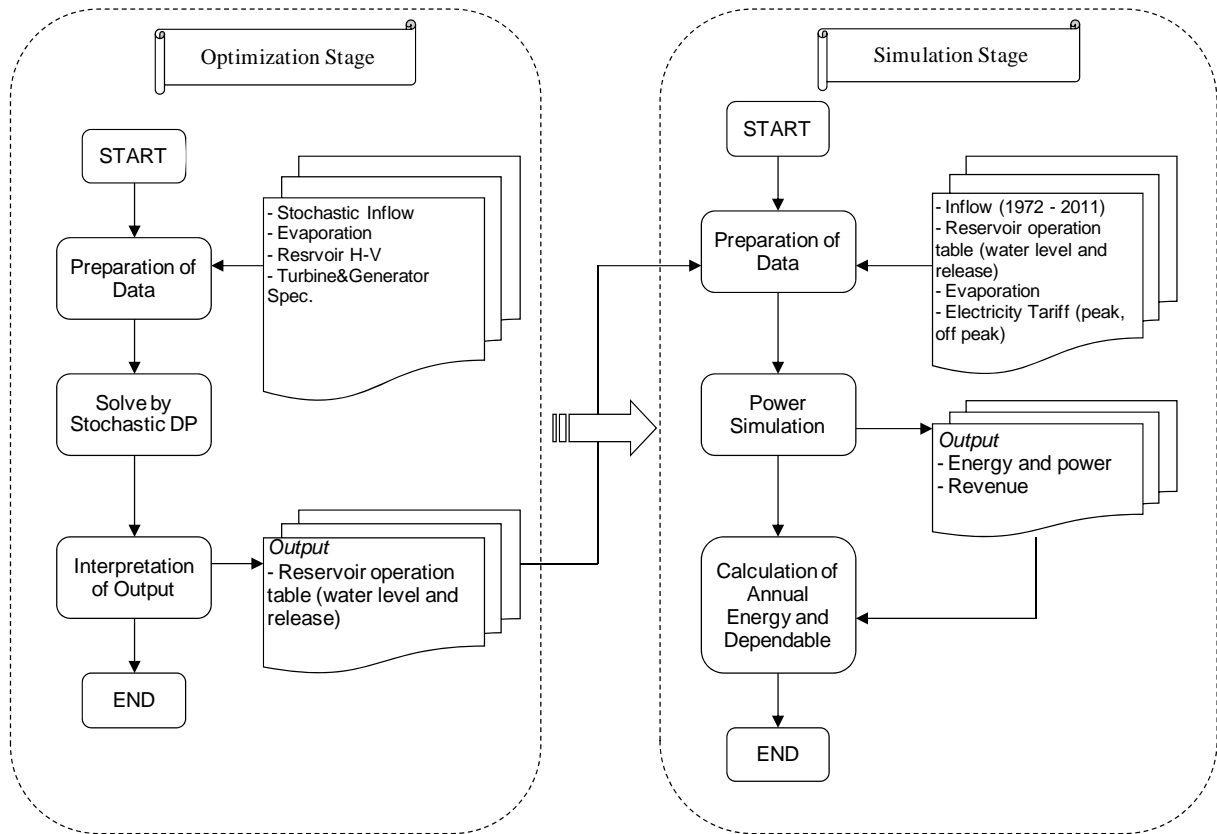 Optimization Stage
START
- Stochastic Inflow
- Evaporation
- Resrvoir H-V
- Turbine&Generator
Spec.
Preparation of
Data
Solve by
Stochastic DP
Interpretation
of Output
Output
- Reservoir operation
table (water level and
release)
END
Simulation Stage
START
- Inflow (1972 - 2011)
- Reservoir operation
table (water level and
release)
- Evaporation
- Electricity Tariff (peak,
off peak)
Preparation of
Data
Power
Simulation
Output
- Energy and power
- Revenue
Calculation of
Annual
Energy and
Dependable
END